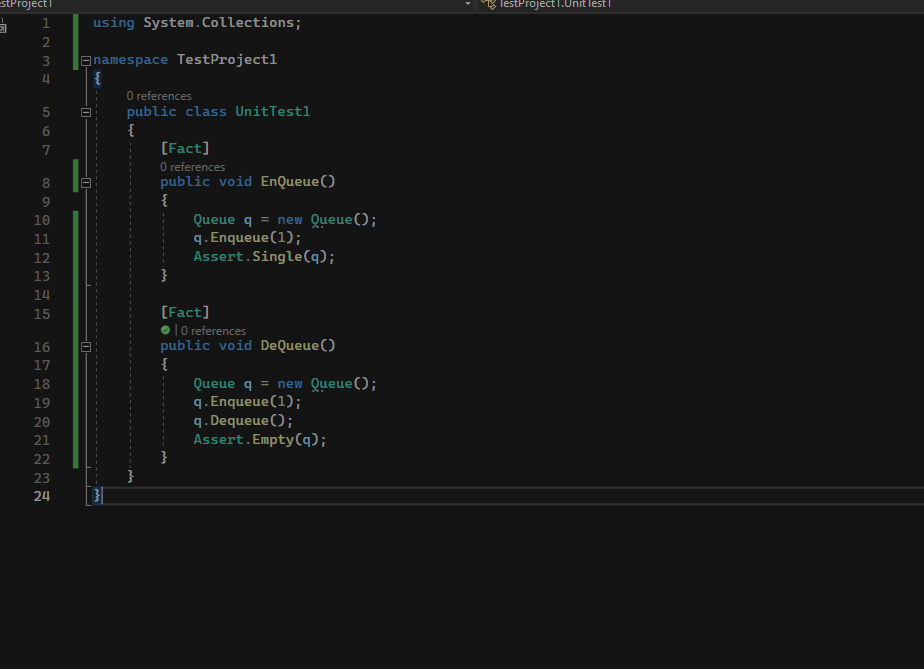 TestProject1.UnitTest1
1 using System.Collections;
2
3 namespace TestProject1
4 {
0 references
5 public class UnitTest1
6 {
7 [Fact]
0 references
8 public void EnQueue()
9 {
10 Queue q = new Queue();
11 q.Enqueue(1);
12 Assert.Single(q);
13 }
14
15 [Fact]
| 0 references
16 public void DeQueue()
17 {
18 Queue q = new Queue();
19 q.Enqueue(1);
20 q.Dequeue();
21 Assert.Empty(q);
22 }
23 }
24 }